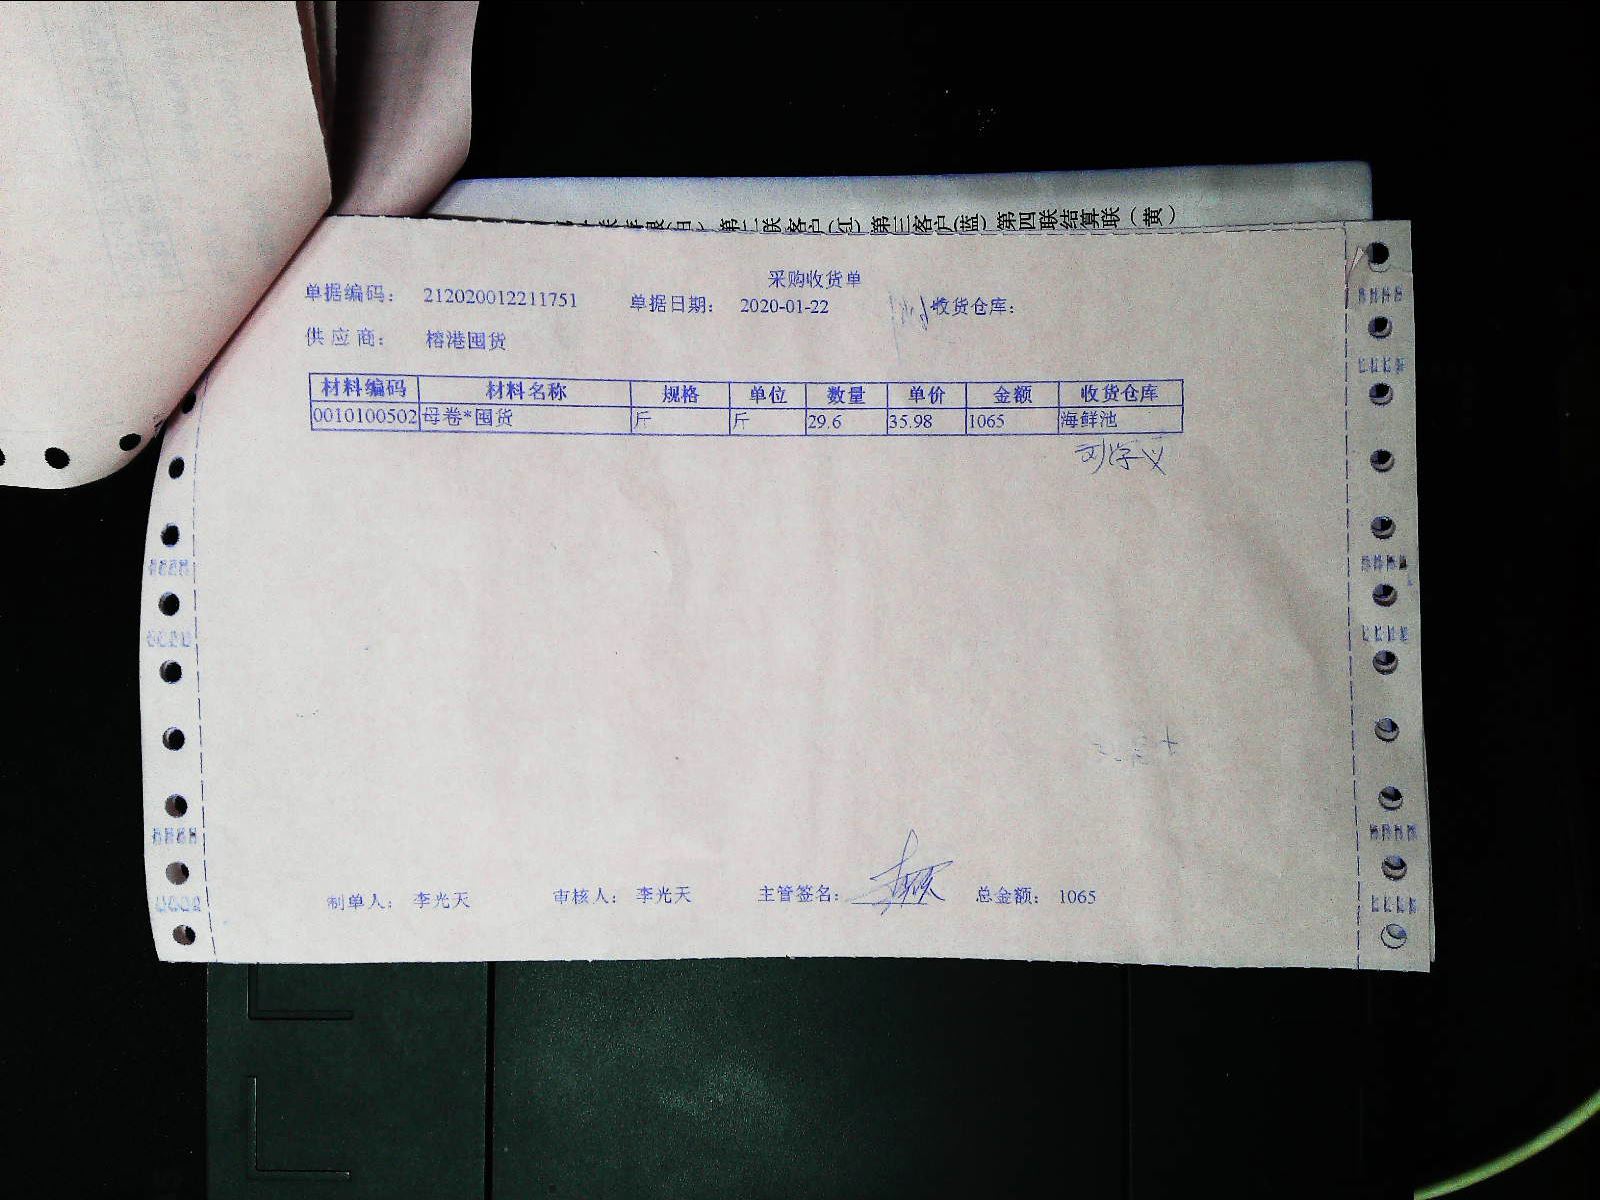 第二联客户(红) 第三客户(蓝) 第四联结算联（黄）
采购收货单
单据编码： 212020012211751 单据日期： 2020-01-22 收货仓库：
供应商： 榕港囤货
材料编码 材料名称 规格 单位 数量 单价 金额 收货仓库
0010100502 母卷*囤货 斤 斤 29.6 35.98 1065 海鲜池
刘学义
制单人： 李光天 审核人： 李光天 主管签名： 总金额： 1065